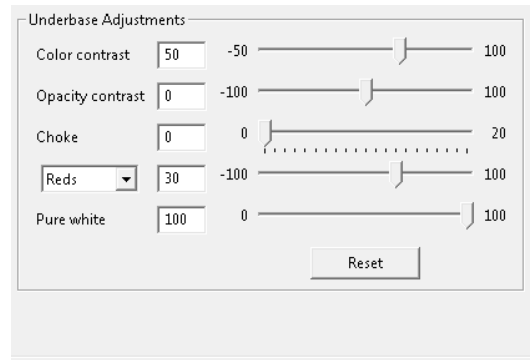 Underbase Adjustments
Color contrast 50 -50 100
Opacity contrast 0 -100 100
Choke 0 0 20
Reds 30 -100 100
Pure white 100 0 100
Reset